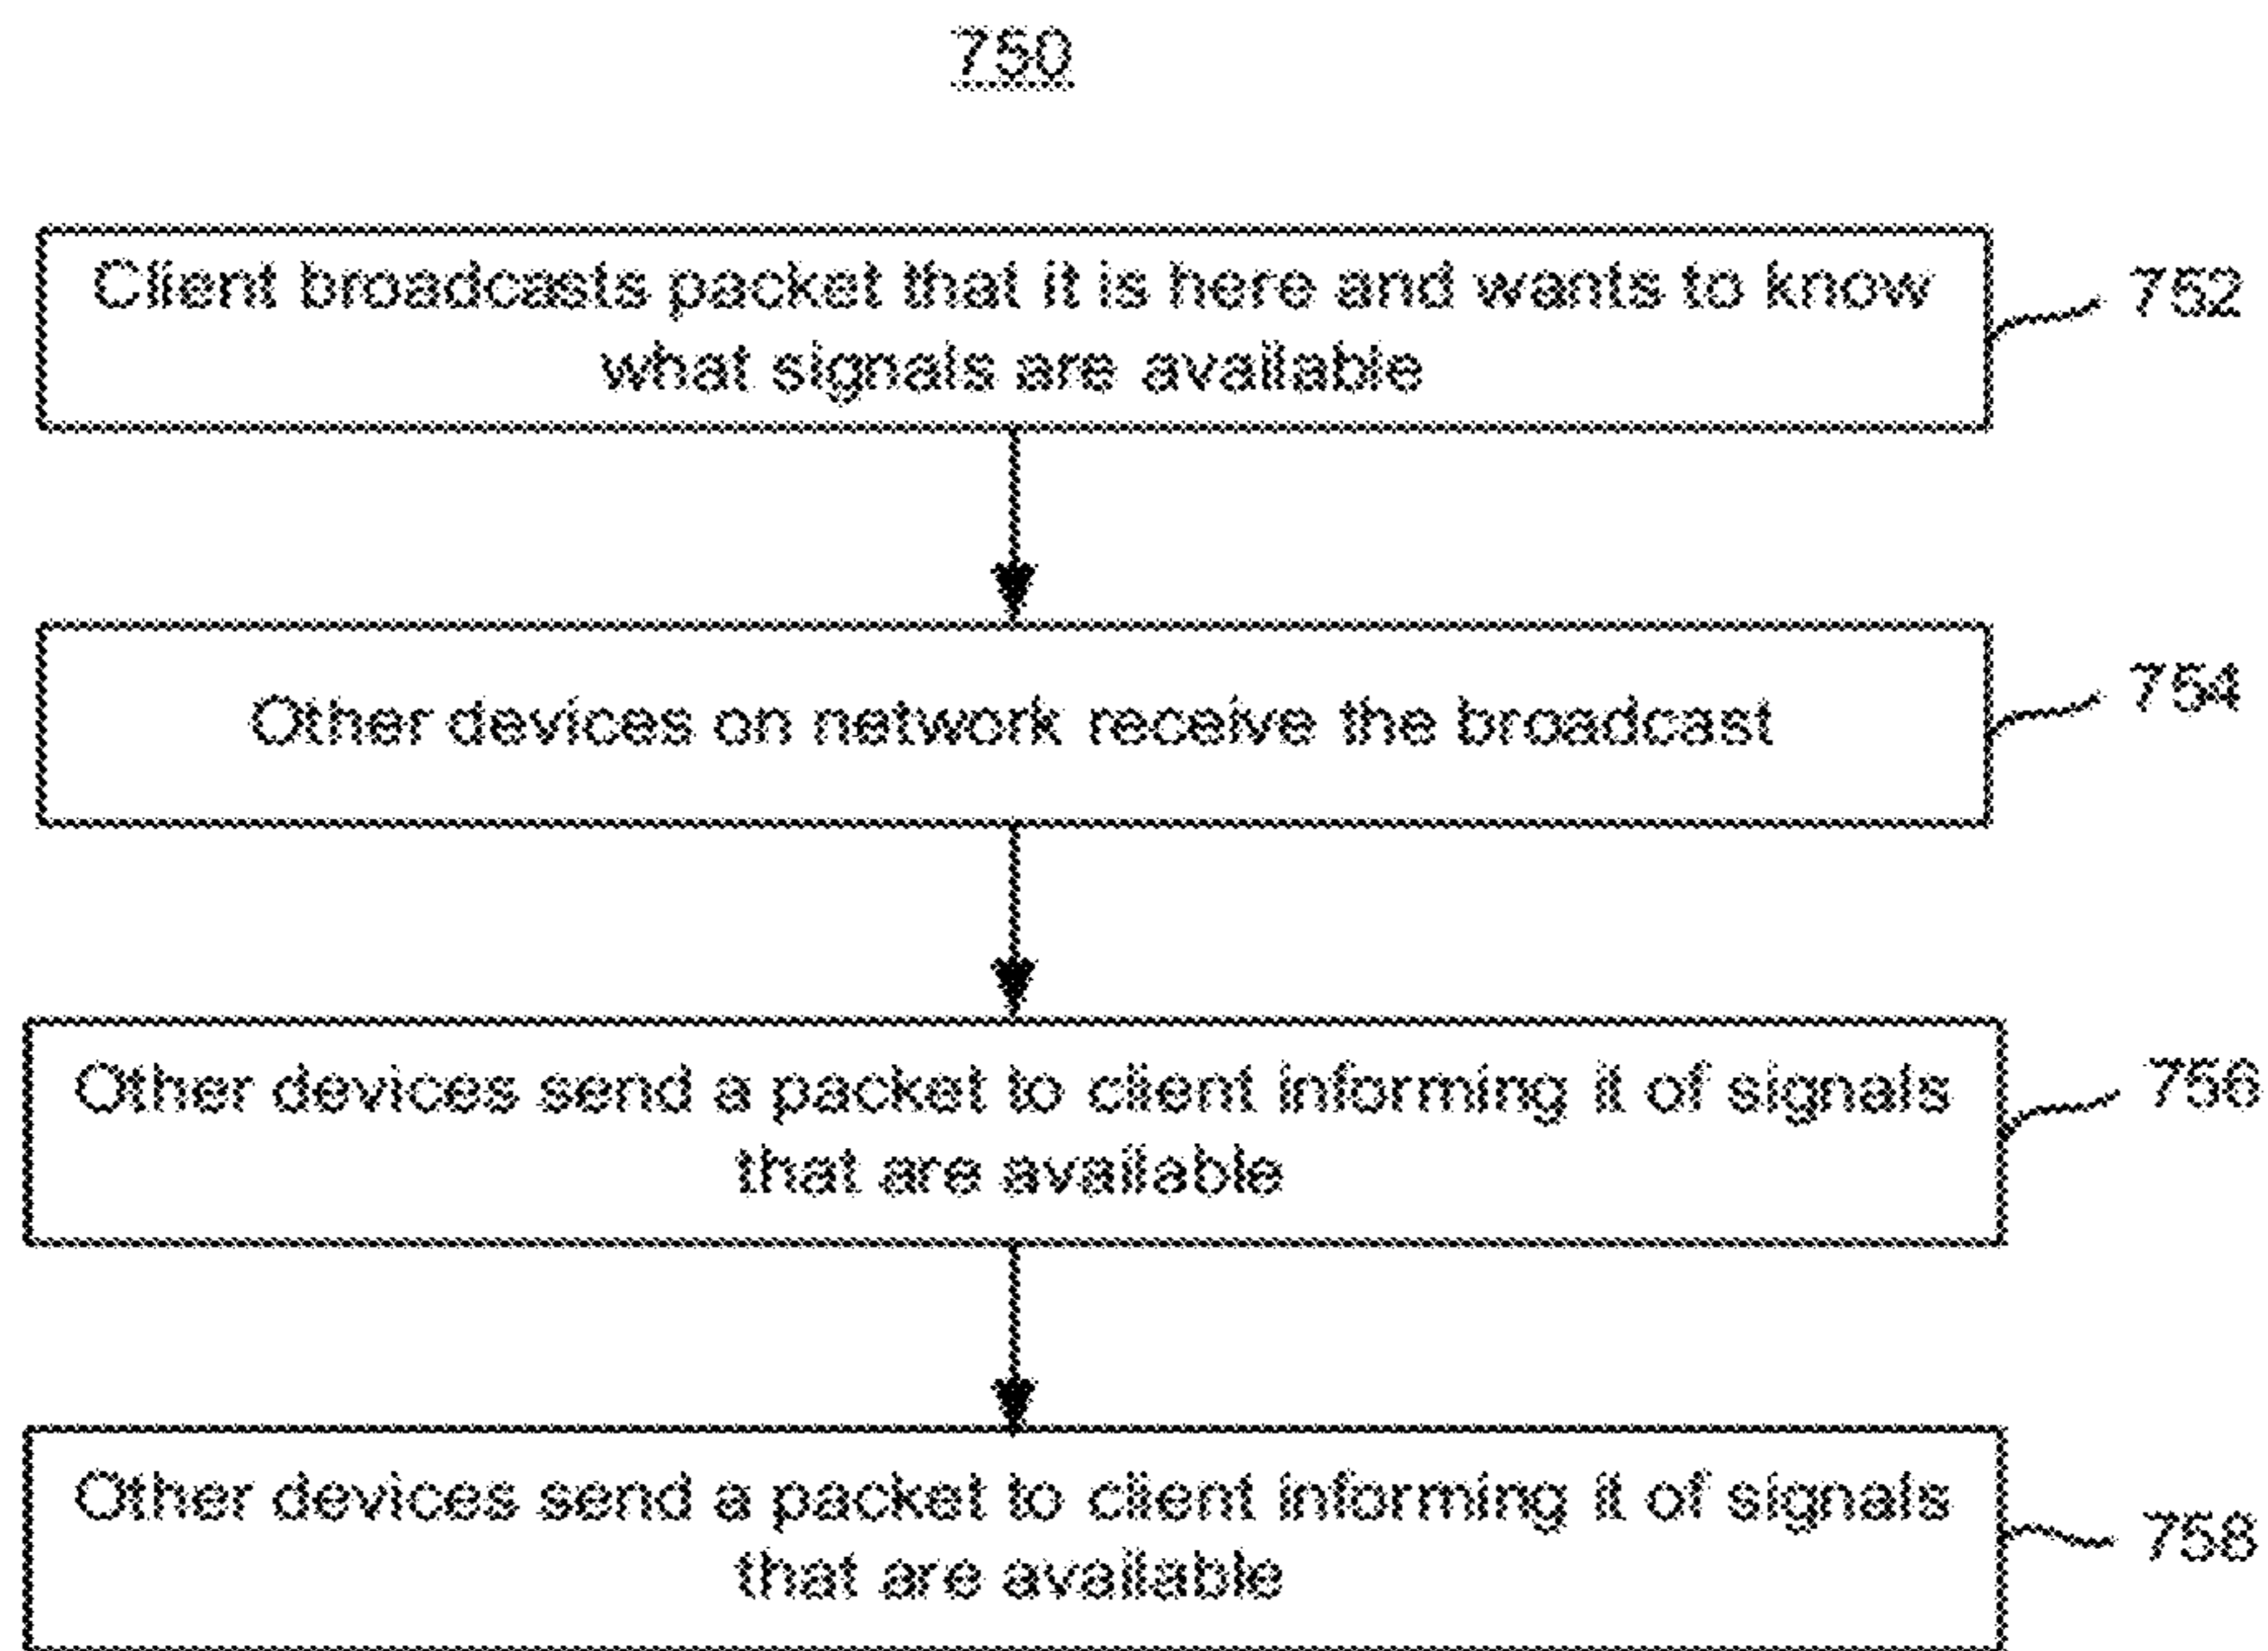 750
Client broadcasts packet that it is here and wants to know
what signals are available
752
Other devices on network receive the broadcast
754
Other devices send a packet to client informing it of signals
that are available
756
Other devices send a packet to client informing it of signals
that are available
758